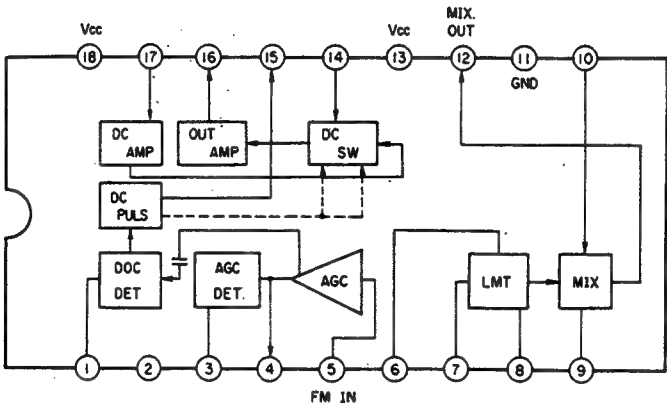 Vcc
Vcc
MIX.
OUT
18
17
16
15
14
13
12
11
10
GND
DC
AMP
OUT
AMP
DC
SW
DC
PULS
DOC
DET
AGC
DET.
AGC
LMT
MIX
1
2
3
4
5
6
7
8
9
FM IN